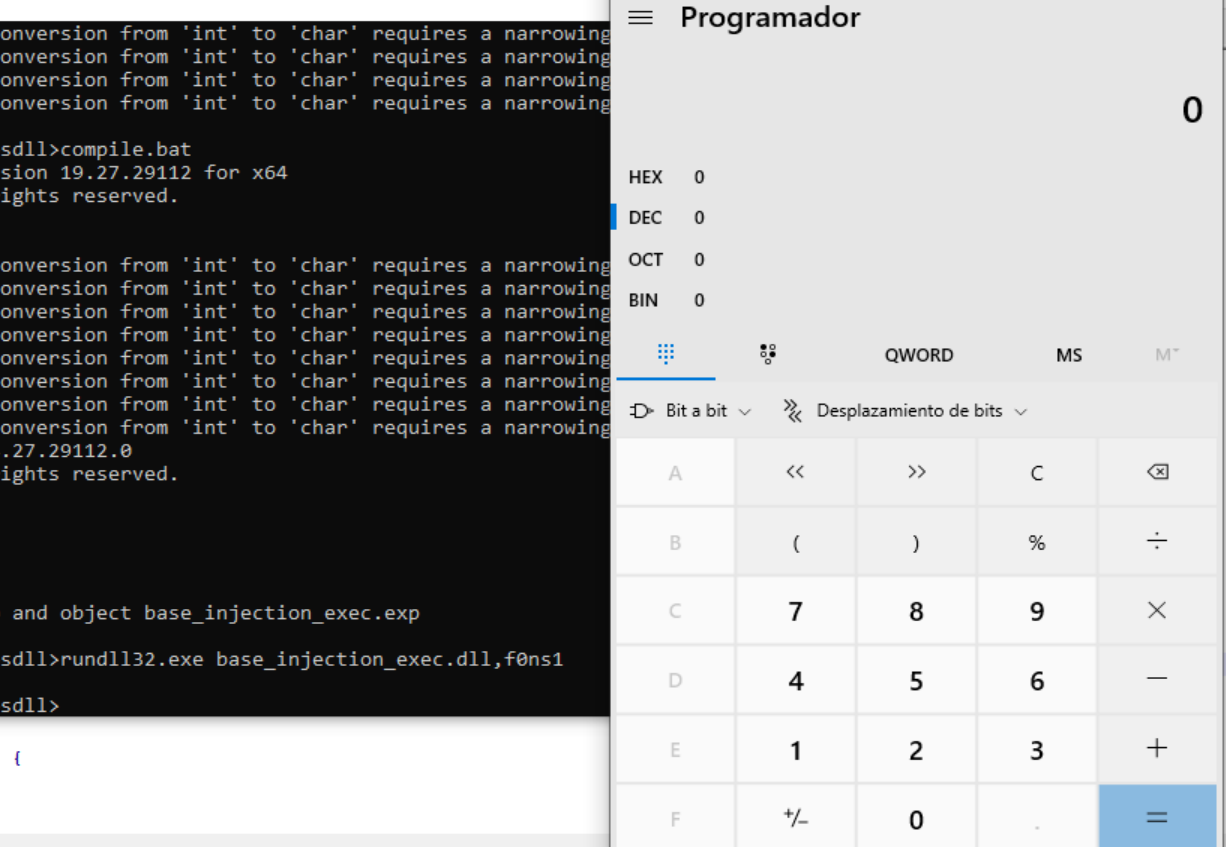 onversion from 'int' to 'char' requires a narrowing
onversion from 'int' to 'char' requires a narrowing
onversion from 'int' to 'char' requires a narrowing
onversion from 'int' to 'char' requires a narrowing
sdll>compile.bat
sion 19.27.29112 for x64
ights reserved.
onversion from 'int' to 'char' requires a narrowing
onversion from 'int' to 'char' requires a narrowing
onversion from 'int' to 'char' requires a narrowing
onversion from 'int' to 'char' requires a narrowing
onversion from 'int' to 'char' requires a narrowing
onversion from 'int' to 'char' requires a narrowing
onversion from 'int' to 'char' requires a narrowing
onversion from 'int' to 'char' requires a narrowing
.27.29112.0
ights reserved.
and object base_injection_exec.exp
sdll>rundll32.exe base_injection_exec.dll,f0ns1
sdll>
{
Programador
0
HEX 0
DEC 0
OCT 0
BIN 0
QWORD MS M˅
Bit a bit Desplazamiento de bits
A << >> C
B ( ) % ÷
C 7 8 9 ×
D 4 5 6 −
E 1 2 3 +
F +/− 0 . =